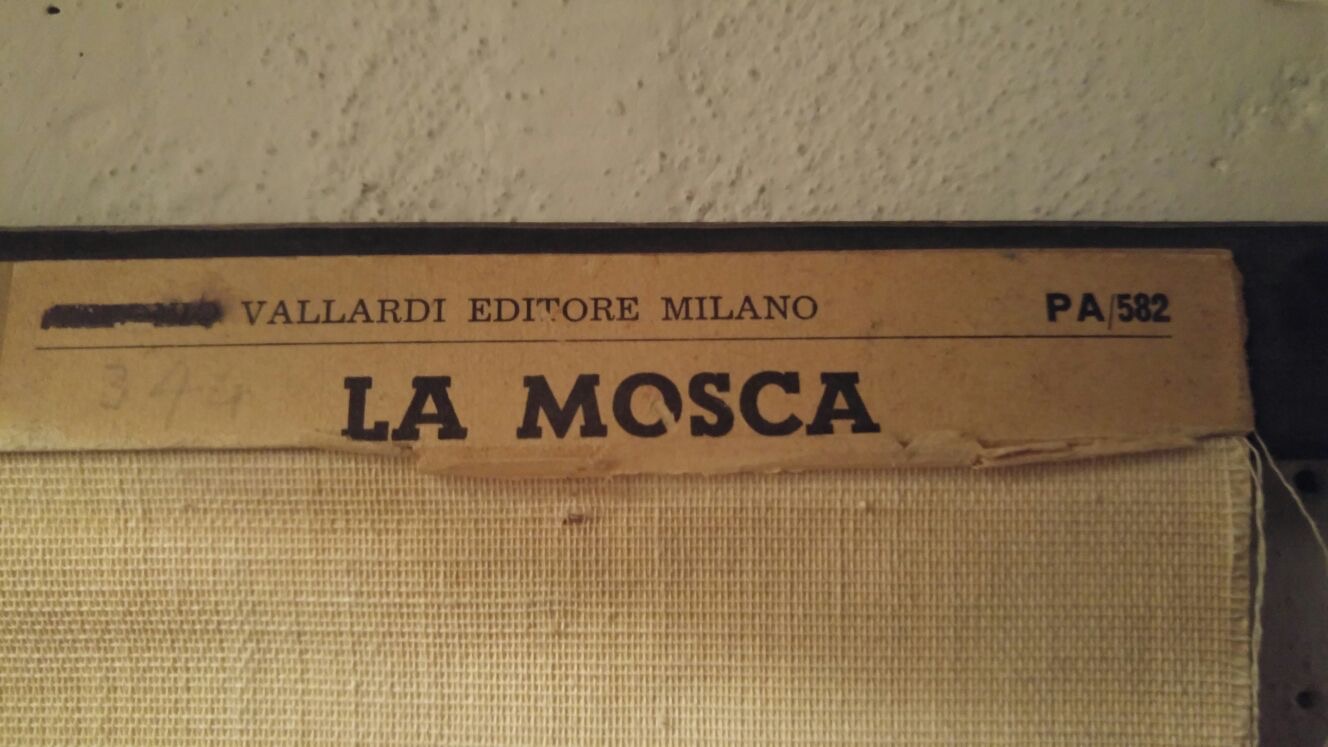 VALLARDI EDITORE MILANO PA/582
LA MOSCA